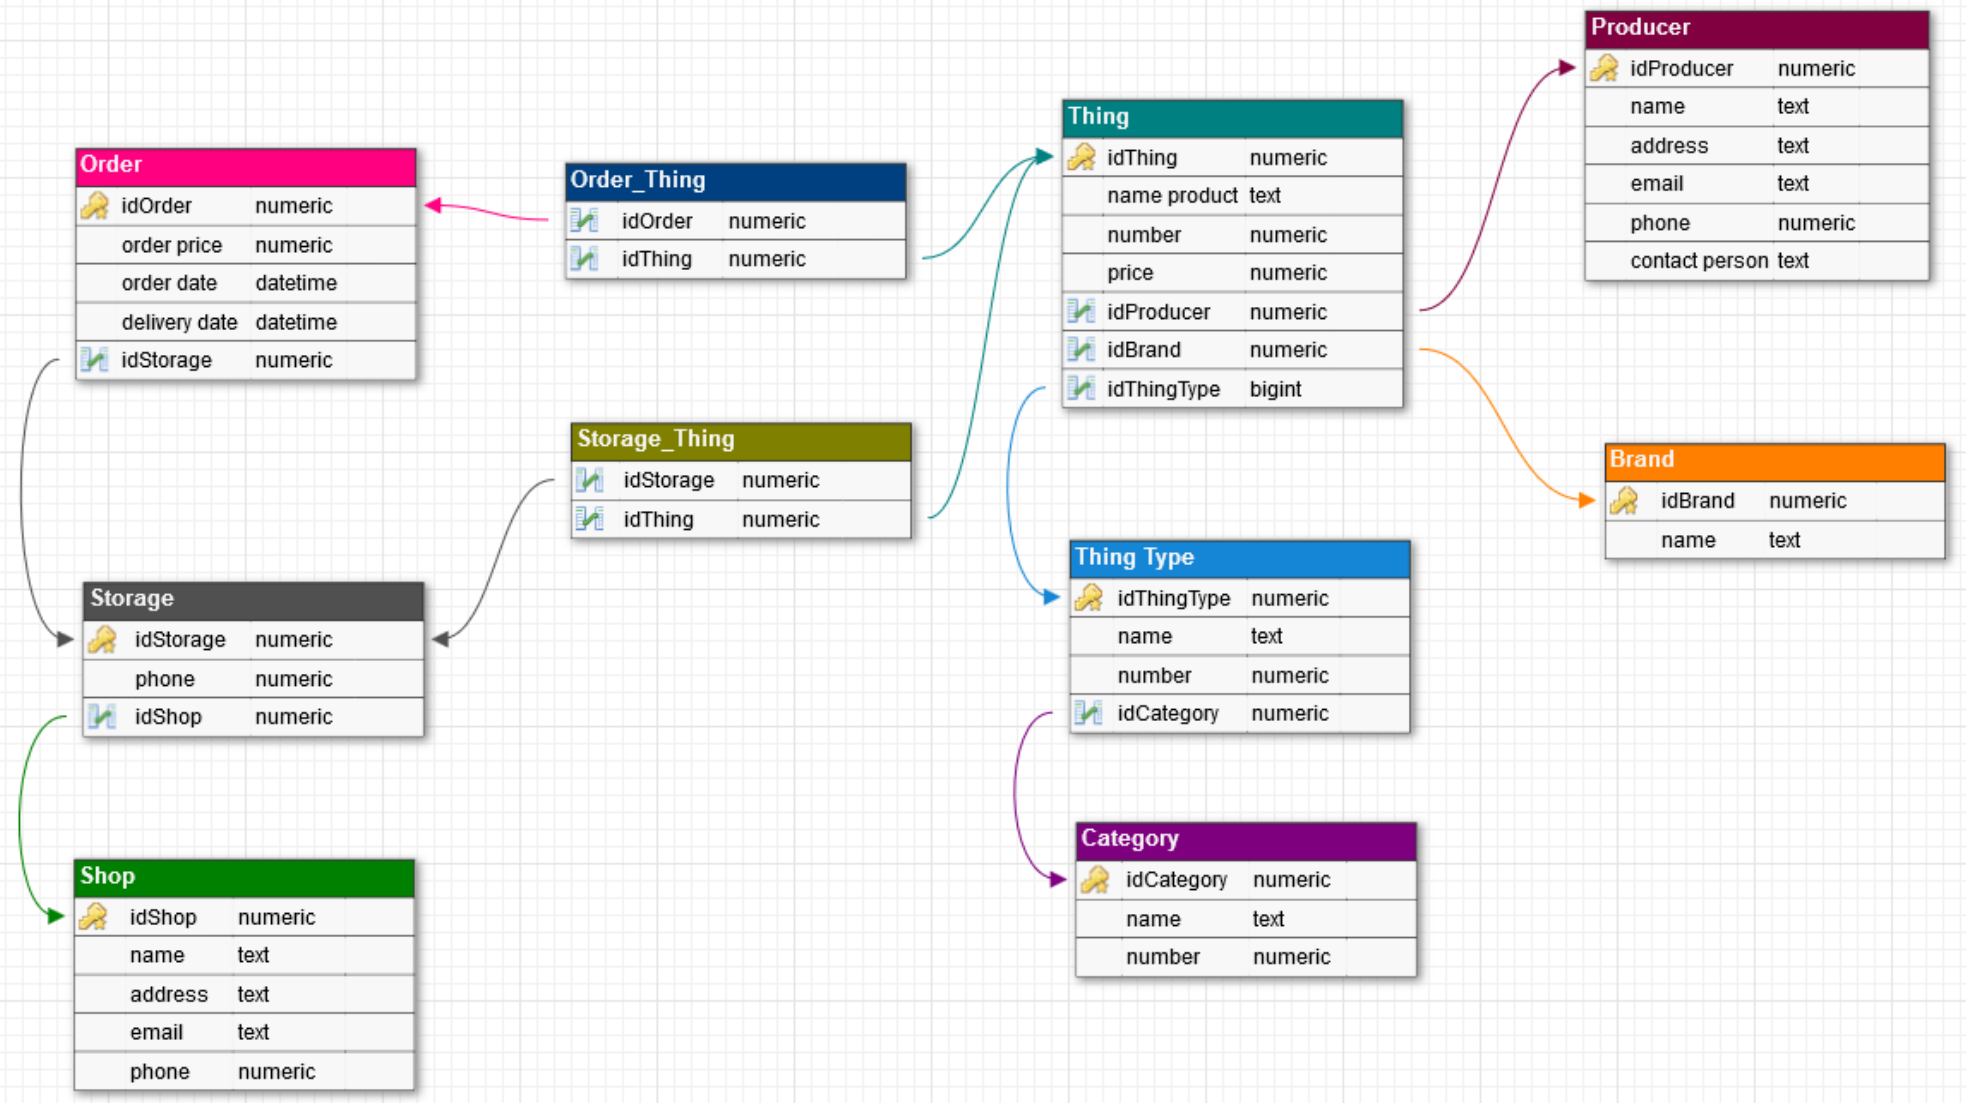 Order
idOrder numeric
order price numeric
order date datetime
delivery date datetime
idStorage numeric
Order_Thing
idOrder numeric
idThing numeric
Thing
idThing numeric
name product text
number numeric
price numeric
idProducer numeric
idBrand numeric
idThingType bigint
Producer
idProducer numeric
name text
address text
email text
phone numeric
contact person text
Storage_Thing
idStorage numeric
idThing numeric
Brand
idBrand numeric
name text
Storage
idStorage numeric
phone numeric
idShop numeric
Thing Type
idThingType numeric
name text
number numeric
idCategory numeric
Shop
idShop numeric
name text
address text
email text
phone numeric
Category
idCategory numeric
name text
number numeric